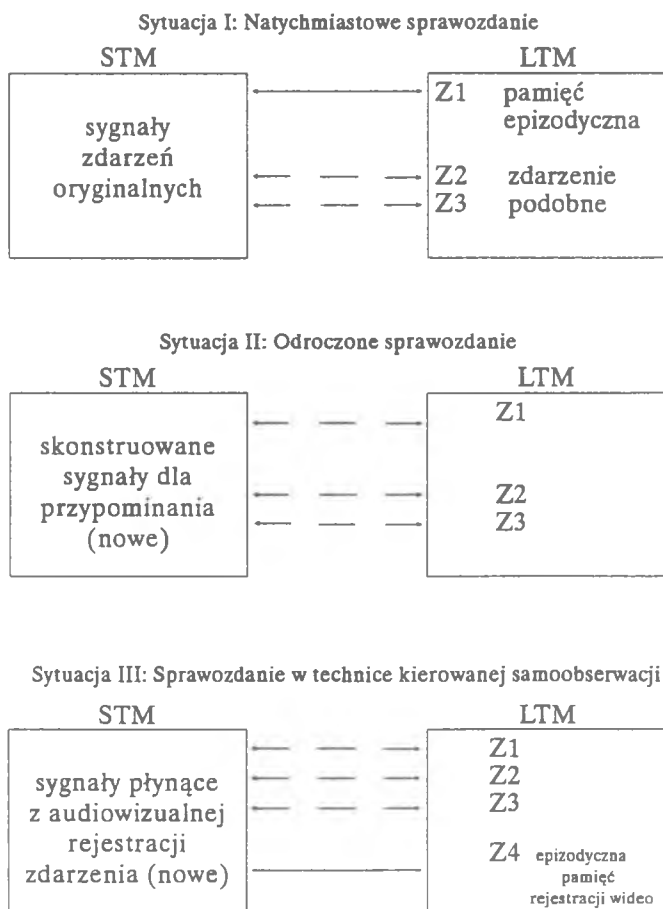 Sytuacja I: Natychmiastowe sprawozdanie
STM
LTM
sygnały
zdarzeń
oryginalnych
Z1 pamięć
epizodyczna
Z2 zdarzenie
Z3 podobne
Sytuacja II: Odroczone sprawozdanie
STM
LTM
skonstruowane
sygnały dla
przypominania
(nowe)
Z1
Z2
Z3
Sytuacja III: Sprawozdanie w technice kierowanej samoobserwacji
STM
LTM
sygnały płynące
z audiowizualnej
rejestracji
zdarzenia (nowe)
Z1
Z2
Z3
Z4 epizodyczna
pamięć
rejestracji wideo